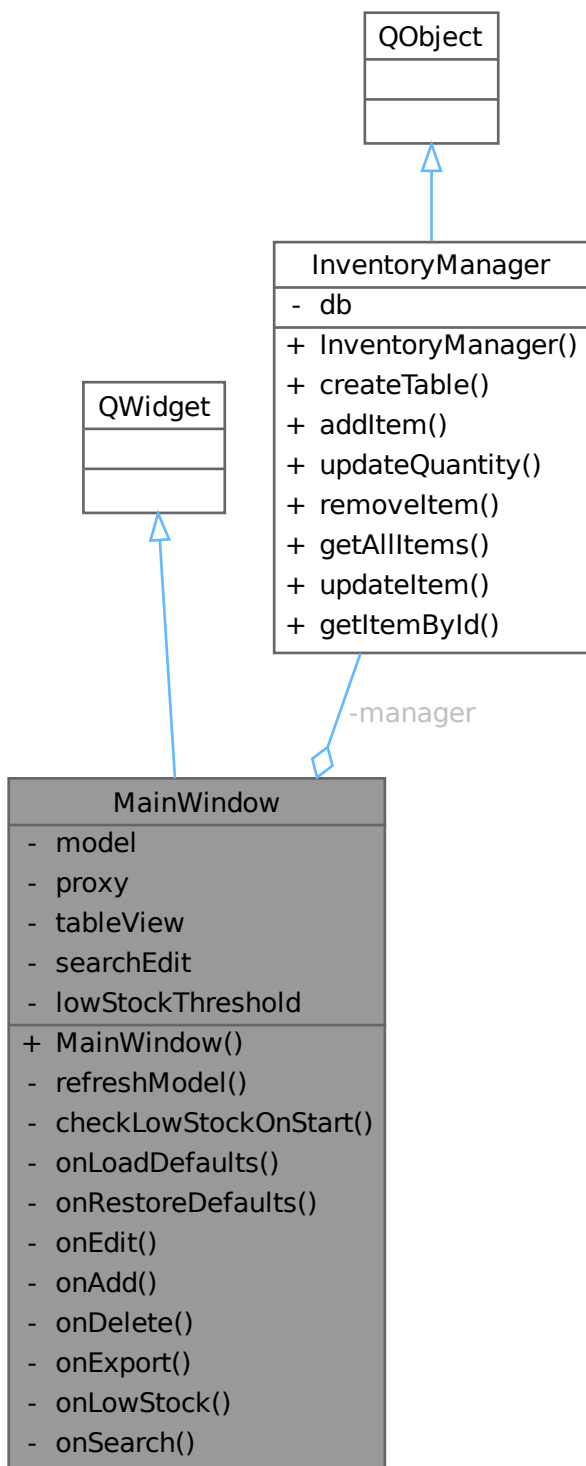 QObject
InventoryManager
- db
+ InventoryManager()
+ createTable()
+ addItem()
+ updateQuantity()
+ removeItem()
+ getAllItems()
+ updateItem()
+ getItemById()
QWidget
-manager
MainWindow
- model
- proxy
- tableView
- searchEdit
- lowStockThreshold
+ MainWindow()
- refreshModel()
- checkLowStockOnStart()
- onLoadDefaults()
- onRestoreDefaults()
- onEdit()
- onAdd()
- onDelete()
- onExport()
- onLowStock()
- onSearch()